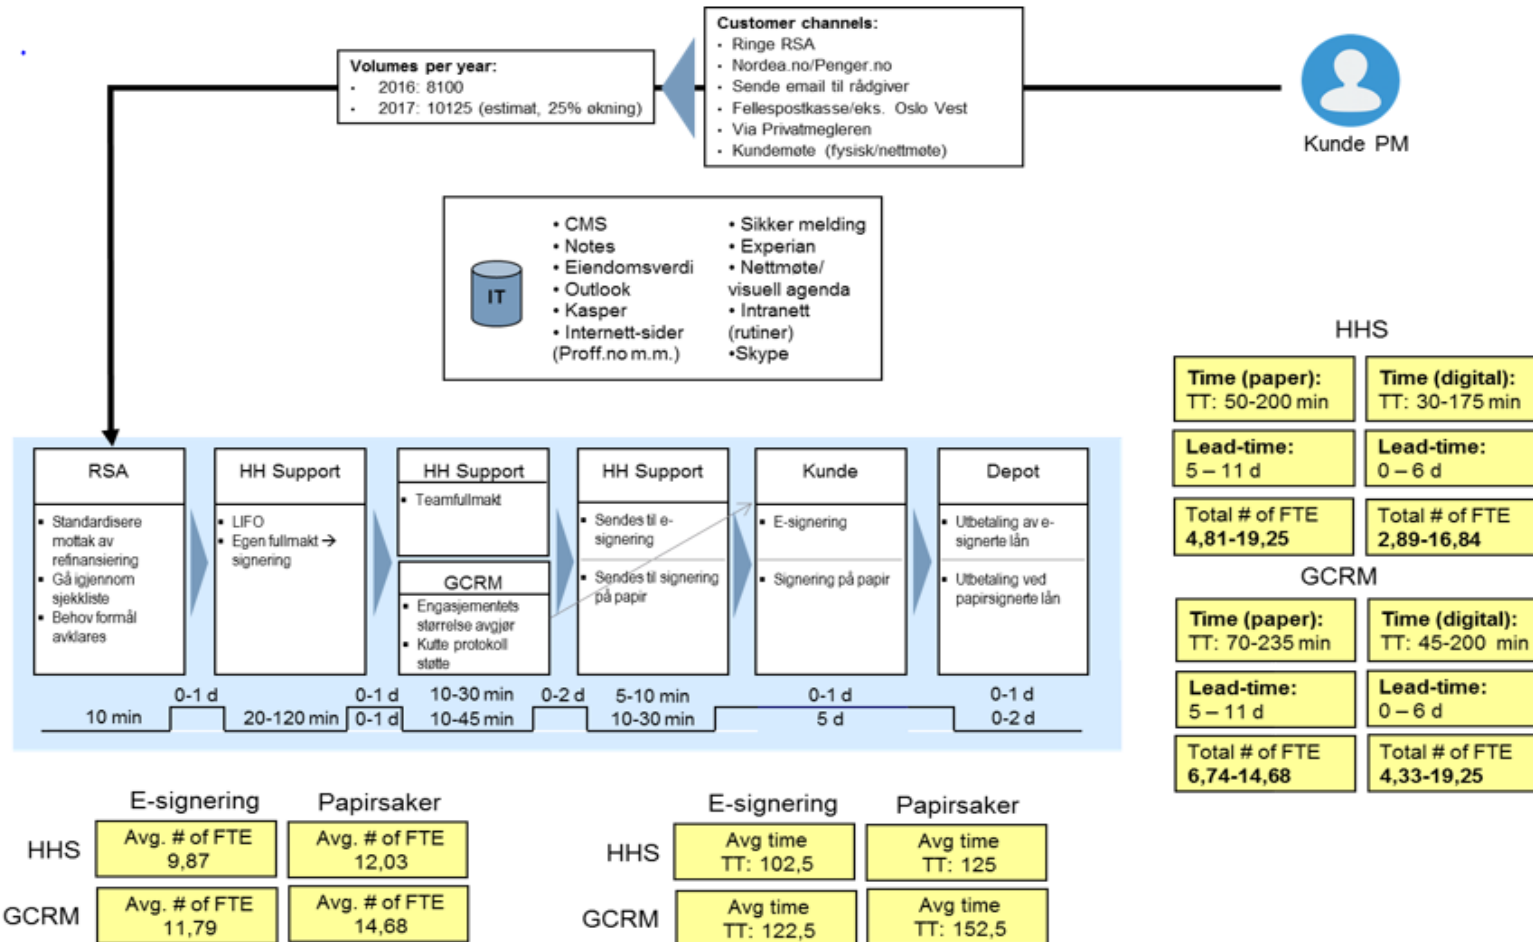 Customer channels:
• Ringe RSA
• Nordea.no/Penger.no
• Sende email til rådgiver
• Fellespostkasse/eks. Oslo Vest
• Via Privatmegleren
• Kundemøte (fysisk/nettmøte)
Volumes per year:
• 2016: 8100
• 2017: 10125 (estimat, 25% økning)
Kunde PM
IT
• CMS
• Notes
• Eiendomsverdi
• Outlook
• Kasper
• Internett-sider
(Proff.no m.m.)
• Sikker melding
• Experian
• Nettmøte/
visuell agenda
• Intranett
(rutiner)
•Skype
RSA
▪ Standardisere
mottak av
refinansiering
▪ Gå igjennom
sjekkliste
▪ Behov formål
avklares
HH Support
▪ LIFO
▪ Egen fullmakt →
signering
HH Support
▪ Teamfullmakt
GCRM
▪ Engasjementets
størrelse avgjør
▪ Kutte protokoll
støtte
HH Support
▪ Sendes til e-
signering
▪ Sendes til signering
på papir
Kunde
▪ E-signering
▪ Signering på papir
Depot
▪ Utbetaling av e-
signerte lån
▪ Utbetaling ved
papirsignerte lån
0-1 d
0-1 d
10-30 min
0-2 d
5-10 min
0-1 d
0-1 d
10 min
20-120 min
0-1 d
10-45 min
10-30 min
5 d
0-2 d
HHS
Time (paper):
TT: 50-200 min
Time (digital):
TT: 30-175 min
Lead-time:
5 – 11 d
Lead-time:
0 – 6 d
Total # of FTE
4,81-19,25
Total # of FTE
2,89-16,84
GCRM
Time (paper):
TT: 70-235 min
Time (digital):
TT: 45-200 min
Lead-time:
5 – 11 d
Lead-time:
0 – 6 d
Total # of FTE
6,74-14,68
Total # of FTE
4,33-19,25
E-signering
Papirsaker
HHS
Avg. # of FTE
9,87
Avg. # of FTE
12,03
GCRM
Avg. # of FTE
11,79
Avg. # of FTE
14,68
E-signering
Papirsaker
HHS
Avg time
TT: 102,5
Avg time
TT: 125
GCRM
Avg time
TT: 122,5
Avg time
TT: 152,5